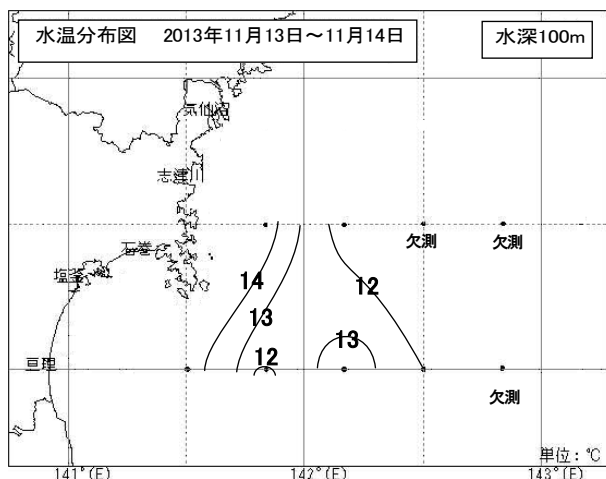 水温分布図 2013年11月13日～11月14日
水深100m
気仙沼
志津川
欠測 欠測
石巻
塩釜
14
12
13
13
12
亘理
欠測
単位：℃
141°(E) 142°(E) 143°(E)